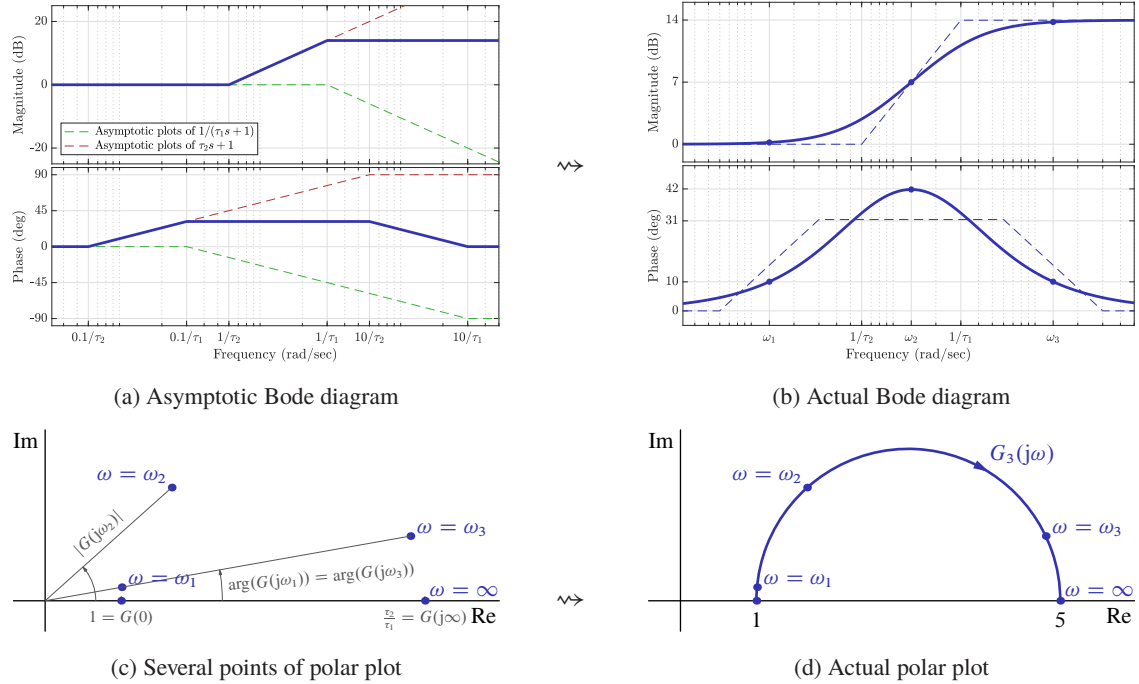 Magnitude (dB)
20
0
-20
Asymptotic plots of 1/(τ₁s + 1)
Asymptotic plots of τ₂s + 1
Phase (deg)
90
45
0
-45
-90
0.1/τ₂ 0.1/τ₁ 1/τ₂ 1/τ₁ 10/τ₂ 10/τ₁
Frequency (rad/sec)
(a) Asymptotic Bode diagram
⇝
Magnitude (dB)
14
7
0
Phase (deg)
42
31
10
0
ω₁ 1/τ₂ ω₂ 1/τ₁ ω₃
Frequency (rad/sec)
(b) Actual Bode diagram
Im
ω = ω₂
|G(jω₂)|
ω = ω₃
ω = ω₁
arg(G(jω₁)) = arg(G(jω₃))
ω = ∞
1 = G(0)
τ₂/τ₁ = G(j∞)
Re
(c) Several points of polar plot
⇝
Im
G₃(jω)
ω = ω₂
ω = ω₃
ω = ω₁
ω = ∞
1
5
Re
(d) Actual polar plot